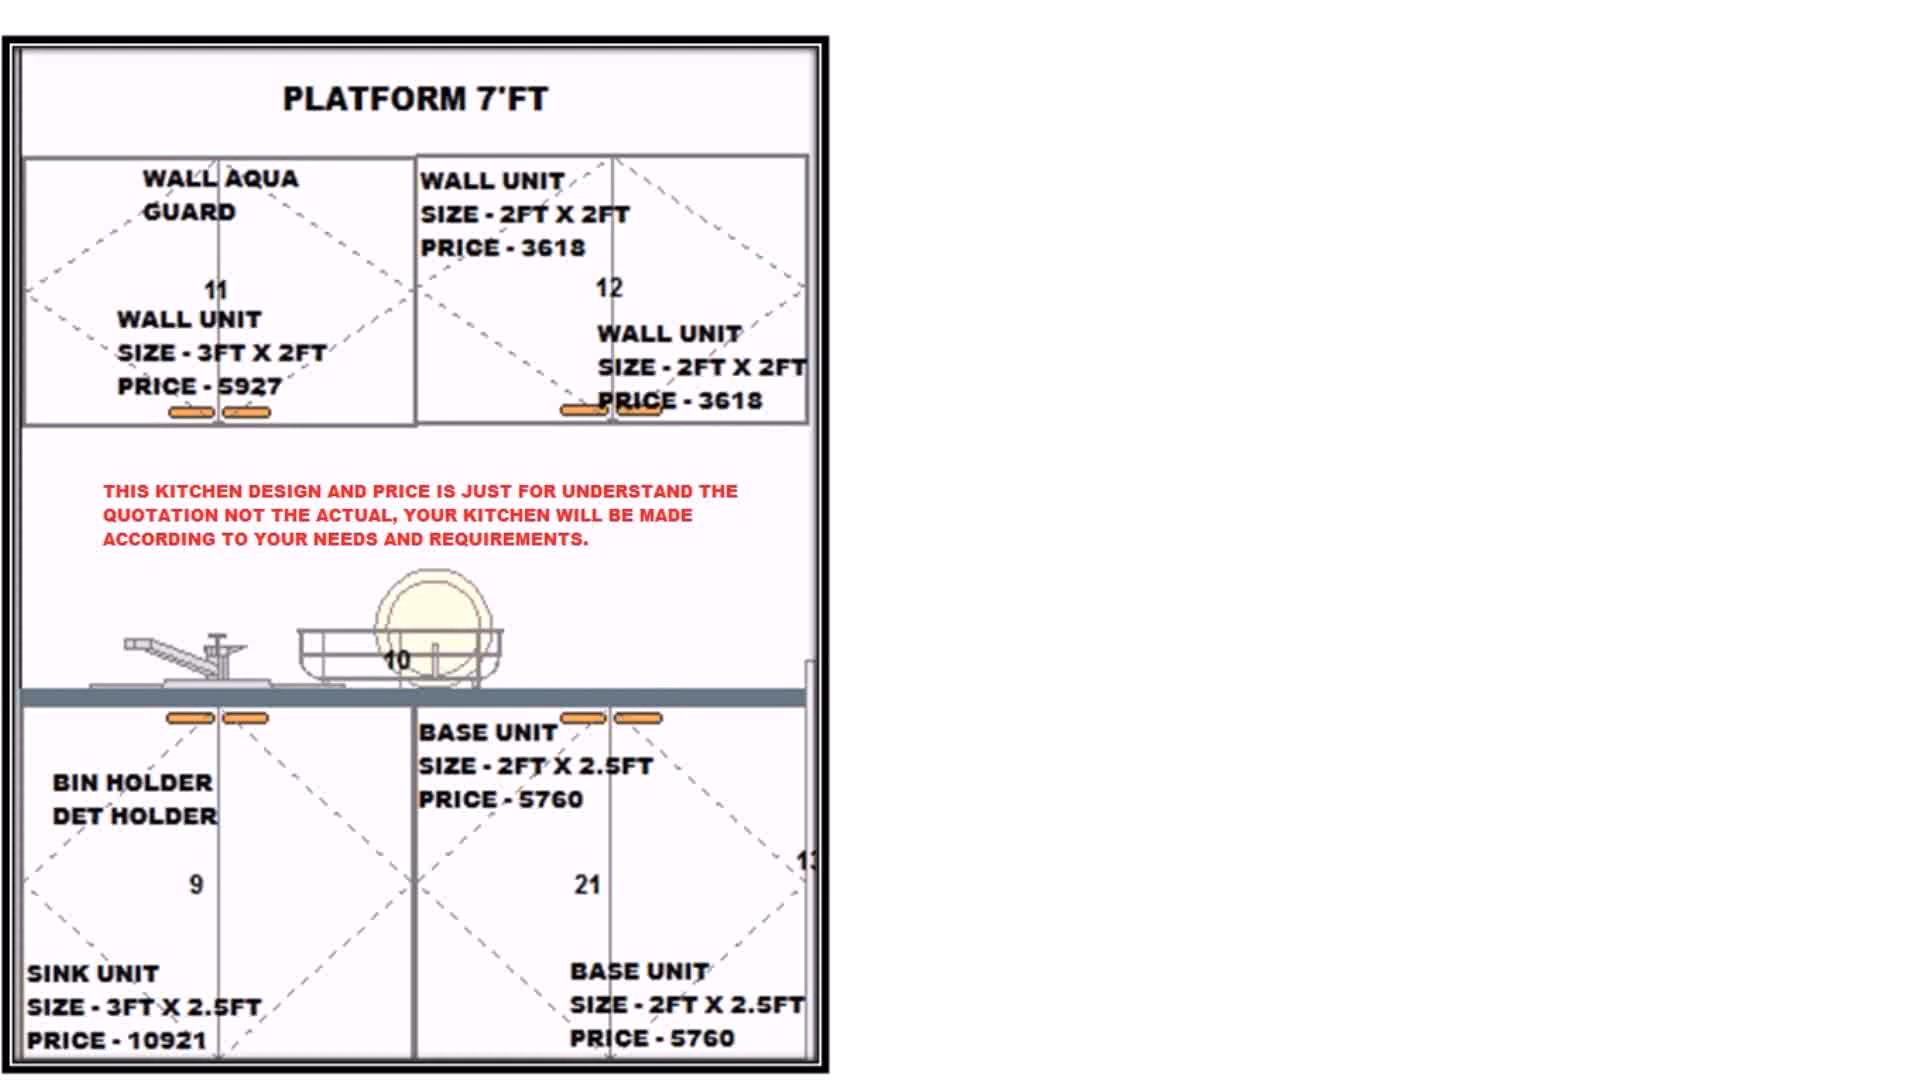 PLATFORM 7'FT
WALL AQUA
GUARD
11
WALL UNIT
SIZE - 3FT X 2FT
PRICE - 5927
WALL UNIT
SIZE - 2FT X 2FT
PRICE - 3618
12
WALL UNIT
SIZE - 2FT X 2FT
PRICE - 3618
THIS KITCHEN DESIGN AND PRICE IS JUST FOR UNDERSTAND THE
QUOTATION NOT THE ACTUAL, YOUR KITCHEN WILL BE MADE
ACCORDING TO YOUR NEEDS AND REQUIREMENTS.
10
BIN HOLDER
DET HOLDER
9
SINK UNIT
SIZE - 3FT X 2.5FT
PRICE - 10921
BASE UNIT
SIZE - 2FT X 2.5FT
PRICE - 5760
21
BASE UNIT
SIZE - 2FT X 2.5FT
PRICE - 5760